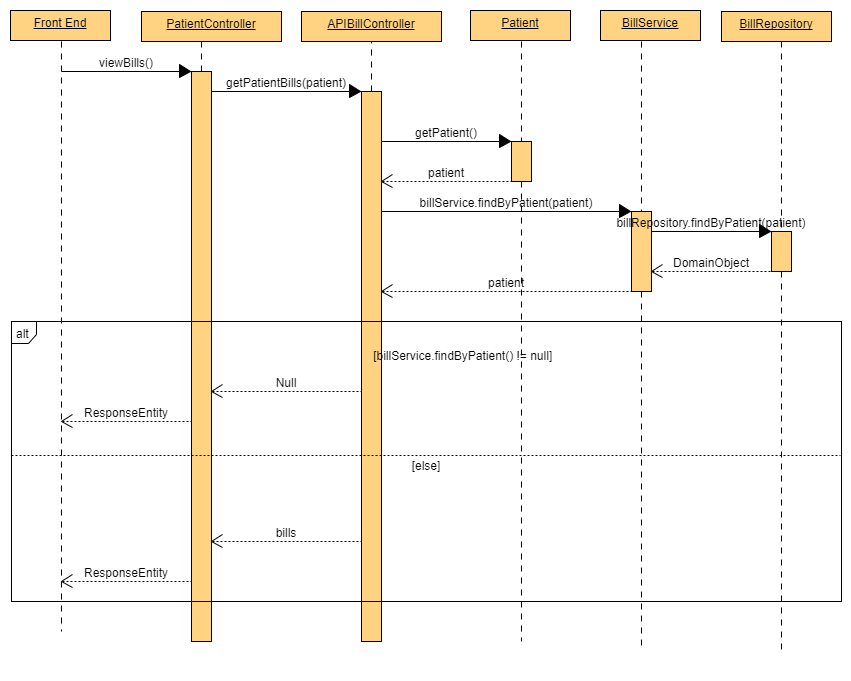 Front End
PatientController
APIBillController
Patient
BillService
BillRepository
viewBills()
getPatientBills(patient)
getPatient()
patient
billService.findByPatient(patient)
billRepository.findByPatient(patient)
DomainObject
patient
alt
[billService.findByPatient() != null]
Null
ResponseEntity
[else]
bills
ResponseEntity